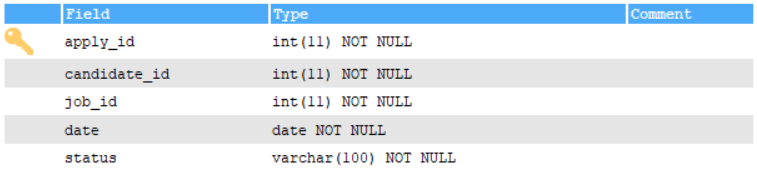 Field Type Comment
apply_id int(11) NOT NULL
candidate_id int(11) NOT NULL
job_id int(11) NOT NULL
date date NOT NULL
status varchar(100) NOT NULL